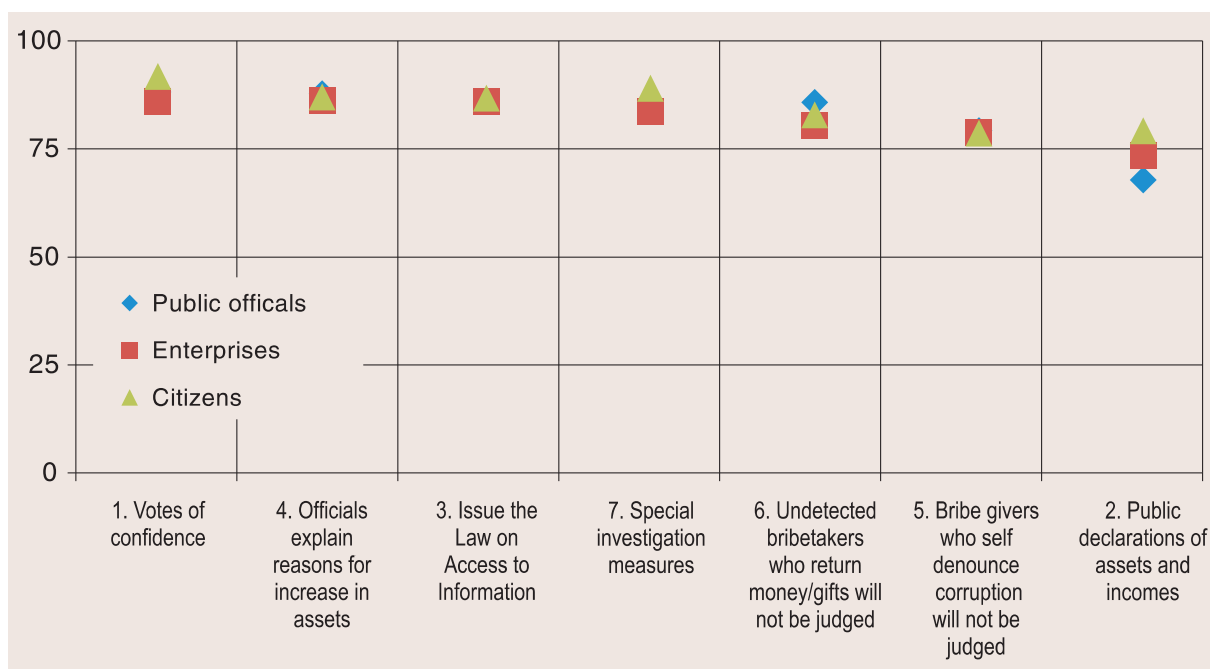 100
75
50
25
0
Public officals
Enterprises
Citizens
1. Votes of
confidence
4. Officials
explain
reasons for
increase in
assets
3. Issue the
Law on
Access to
Information
7. Special
investigation
measures
6. Undetected
bribetakers
who return
money/gifts will
not be judged
5. Bribe givers
who self
denounce
corruption
will not be
judged
2. Public
declarations of
assets and
incomes